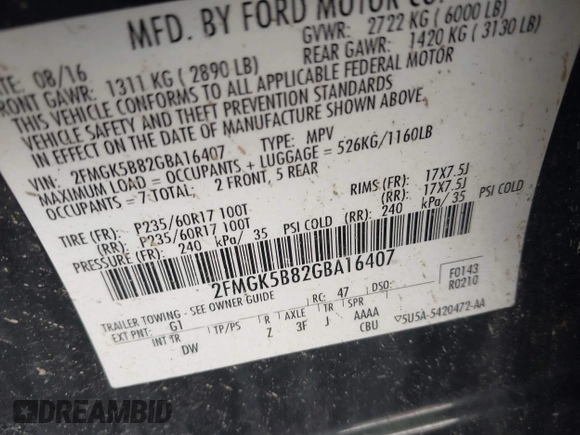 MFD. BY FORD MOTOR CO
DATE: 08/16 GVWR: 2722 KG ( 6000 LB)
FRONT GAWR: 1311 KG ( 2890 LB) REAR GAWR: 1420 KG ( 3130 LB)
THIS VEHICLE CONFORMS TO ALL APPLICABLE FEDERAL MOTOR
VEHICLE SAFETY AND THEFT PREVENTION STANDARDS
IN EFFECT ON THE DATE OF MANUFACTURE SHOWN ABOVE.
VIN: 2FMGK5B82GBA16407 TYPE: MPV
MAXIMUM LOAD = OCCUPANTS + LUGGAGE = 526KG/1160LB
OCCUPANTS = 7 TOTAL: 2 FRONT, 5 REAR
TIRE (FR): P235/60R17 100T RIMS (FR): 17X7.5J
(RR): P235/60R17 100T (RR): 17X7.5J
PRESSURE (FR): 240 kPa/ 35 PSI COLD (RR): 240 kPa/ 35 PSI COLD
2FMGK5B82GBA16407
TRAILER TOWING - SEE OWNER GUIDE
EXT PNT: G1 RC: 47 DSO: F0143
R0210
INT TR TP/PS R AXLE TR SPR
DW Z 3F J AAAA
CBU
5U5A-5420472-AA
DREAMBID